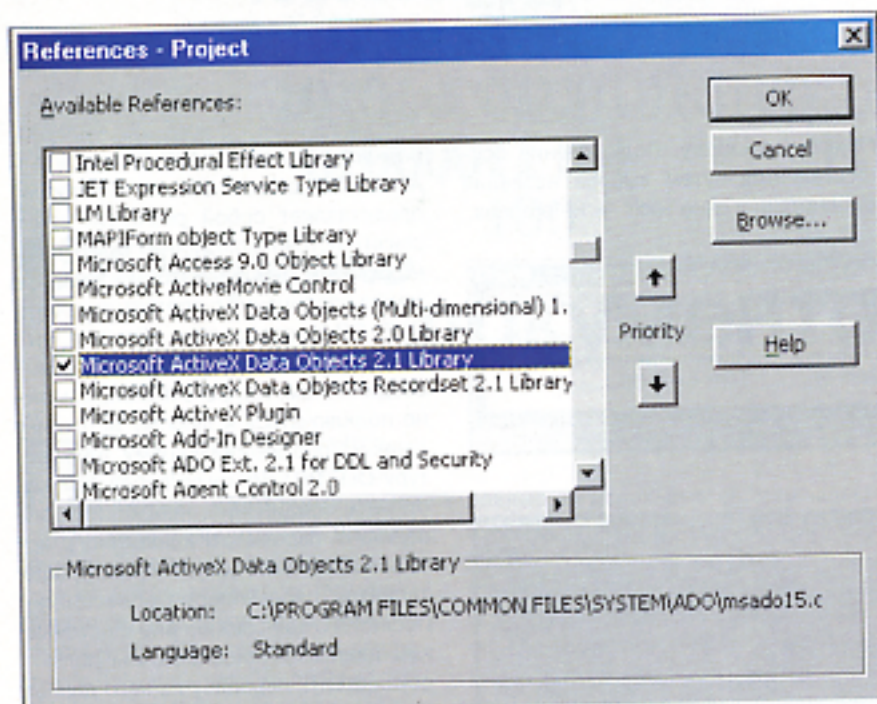 References - Project
Available References:
Intel Procedural Effect Library
JET Expression Service Type Library
LM Library
MAPIForm object Type Library
Microsoft Access 9.0 Object Library
Microsoft ActiveMovie Control
Microsoft ActiveX Data Objects (Multi-dimensional) 1.
Microsoft ActiveX Data Objects 2.0 Library
Microsoft ActiveX Data Objects 2.1 Library
Microsoft ActiveX Data Objects Recordset 2.1 Library
Microsoft ActiveX Plugin
Microsoft Add-In Designer
Microsoft ADO Ext. 2.1 for DDL and Security
Microsoft Agent Control 2.0
OK
Cancel
Browse...
Priority
Help
Microsoft ActiveX Data Objects 2.1 Library
Location: C:\PROGRAM FILES\COMMON FILES\SYSTEM\ADO\msado15.c
Language: Standard